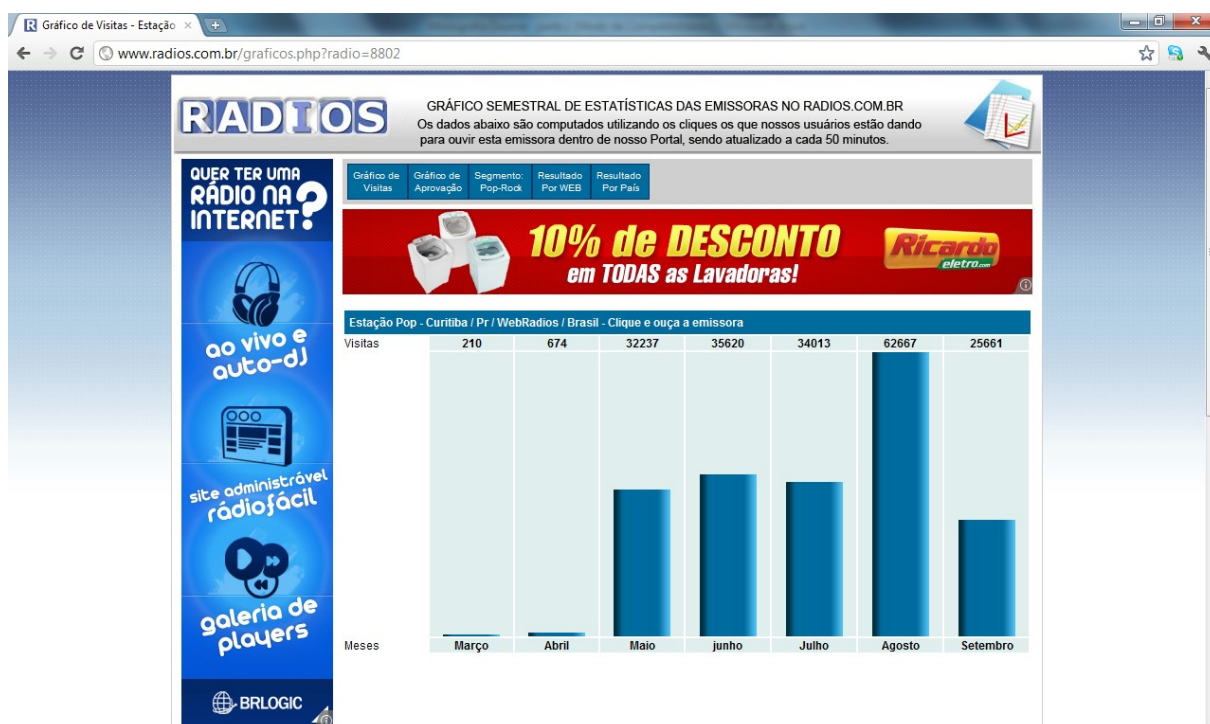 Gráfico de Visitas - Estação
www.radios.com.br/graficos.php?radio=8802
RADIOS
GRÁFICO SEMESTRAL DE ESTATÍSTICAS DAS EMISSORAS NO RADIOS.COM.BR
Os dados abaixo são computados utilizando os cliques os que nossos usuários estão dando
para ouvir esta emissora dentro de nosso Portal, sendo atualizado a cada 50 minutos.
QUER TER UMA
RÁDIO NA
INTERNET?
ao vivo e
auto-dJ
site administrável
rádiofácil
galeria de
players
BRLOGIC
Gráfico de Visitas
Gráfico de Aprovação
Segmento: Pop-Rock
Resultado Por WEB
Resultado Por País
10% de DESCONTO
em TODAS as Lavadoras!
Ricardo
eletro.com
Estação Pop - Curitiba / Pr / WebRadios / Brasil - Clique e ouça a emissora
Visitas 210 674 32237 35620 34013 62667 25661
Meses Março Abril Maio junho Julho Agosto Setembro